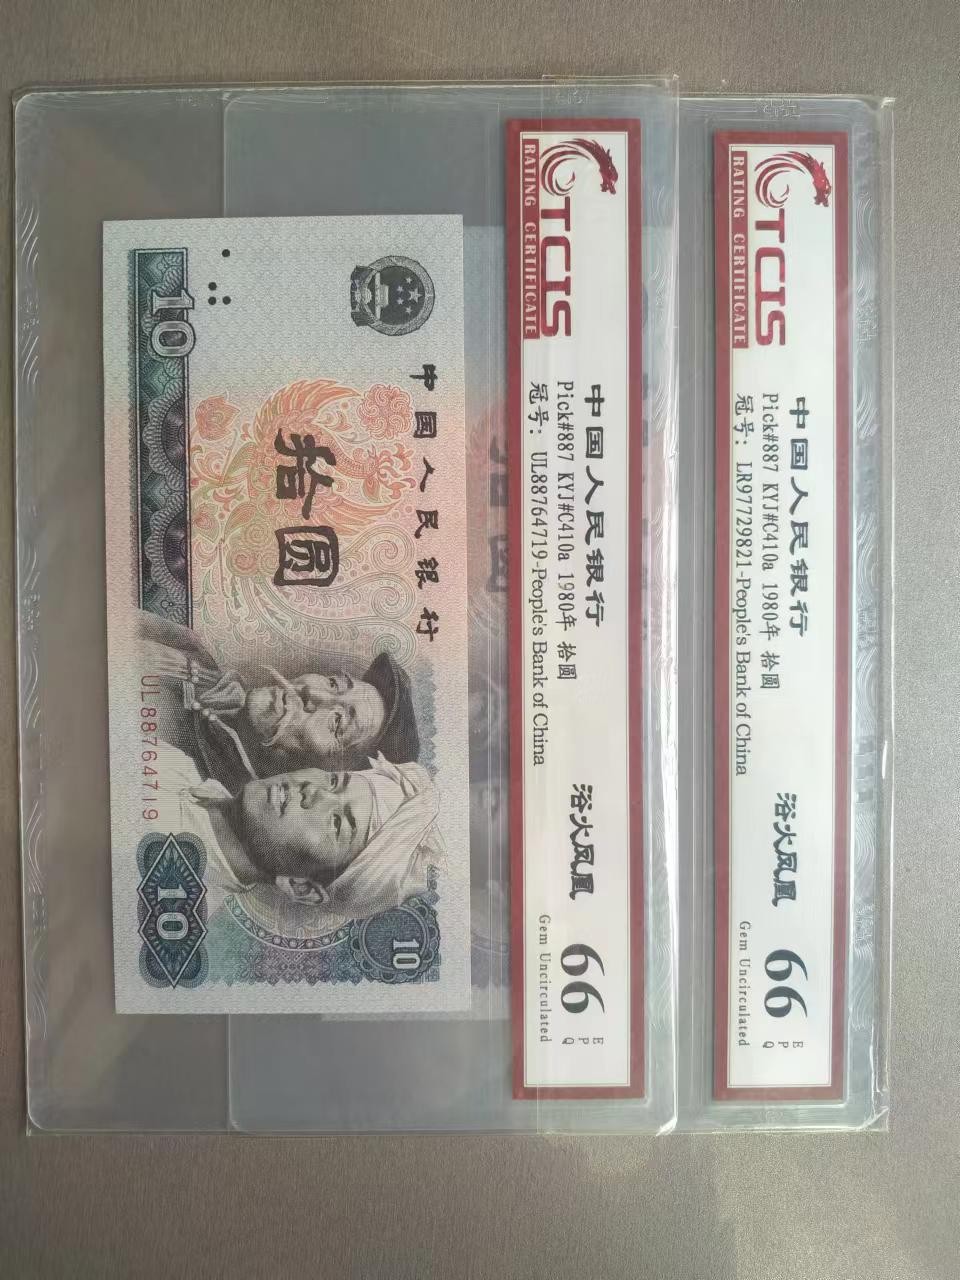 TCIS
RATING CERTIFICATE
中国人民银行
Pick#887 KYJ#C410a 1980年 拾圆
冠号: LR97729821-People's Bank of China
浴火凤凰
66
EPQ
Gem Uncirculated
TCIS
RATING CERTIFICATE
中国人民银行
Pick#887 KYJ#C410a 1980年 拾圆
冠号: UL88764719-People's Bank of China
浴火凤凰
66
EPQ
Gem Uncirculated
中国人民银行
拾圆
10
10
UL88764719
10